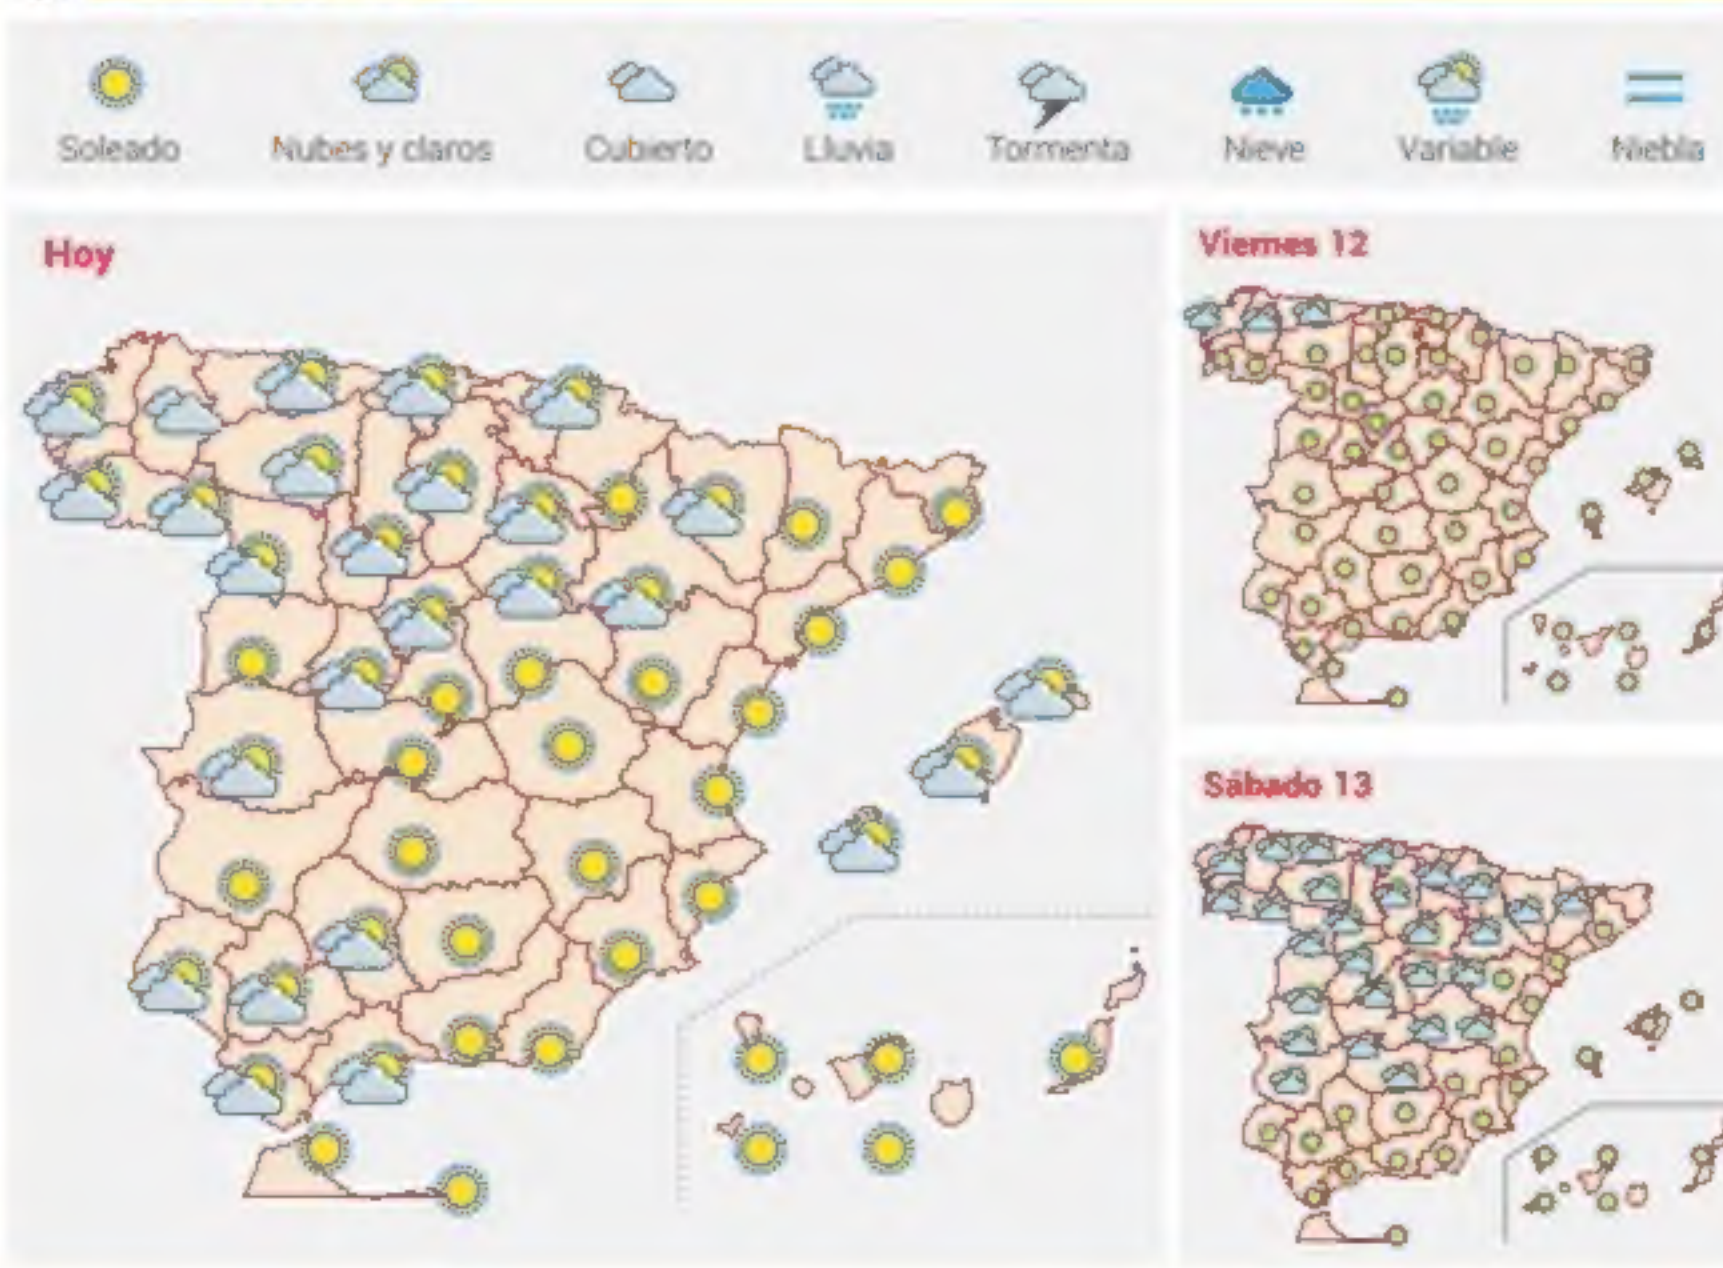 Soleado Nubes y claros Cubierto Lluvia Tormenta Nieve Variable Niebla
Hoy
Viernes 12
Sábado 13